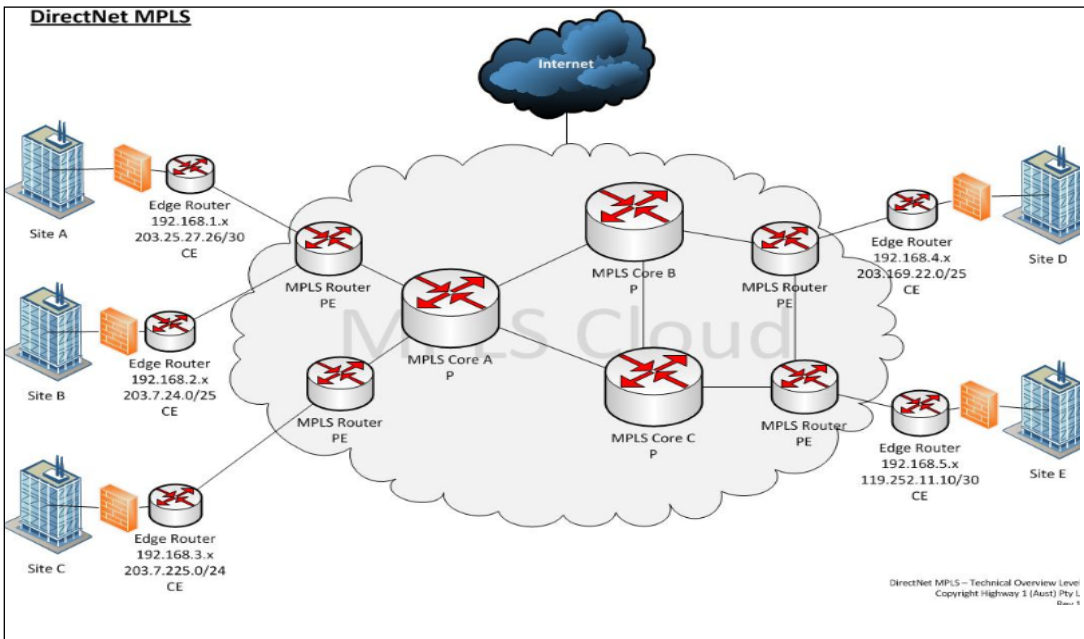 DirectNet MPLS
Internet
Site A
Edge Router
192.168.1.x
203.25.27.26/30
CE
MPLS Router
PE
MPLS Core A
P
MPLS Core B
P
MPLS Router
PE
Edge Router
192.168.4.x
203.169.22.0/25
CE
Site D
MPLS Cloud
Site B
Edge Router
192.168.2.x
203.7.24.0/25
CE
MPLS Router
PE
MPLS Core C
P
MPLS Router
PE
Edge Router
192.168.5.x
119.252.11.10/30
CE
Site E
Site C
Edge Router
192.168.3.x
203.7.225.0/24
CE
DirectNet MPLS – Technical Overview Level
Copyright Highway 1 (Aust) Pty L
Rev 1